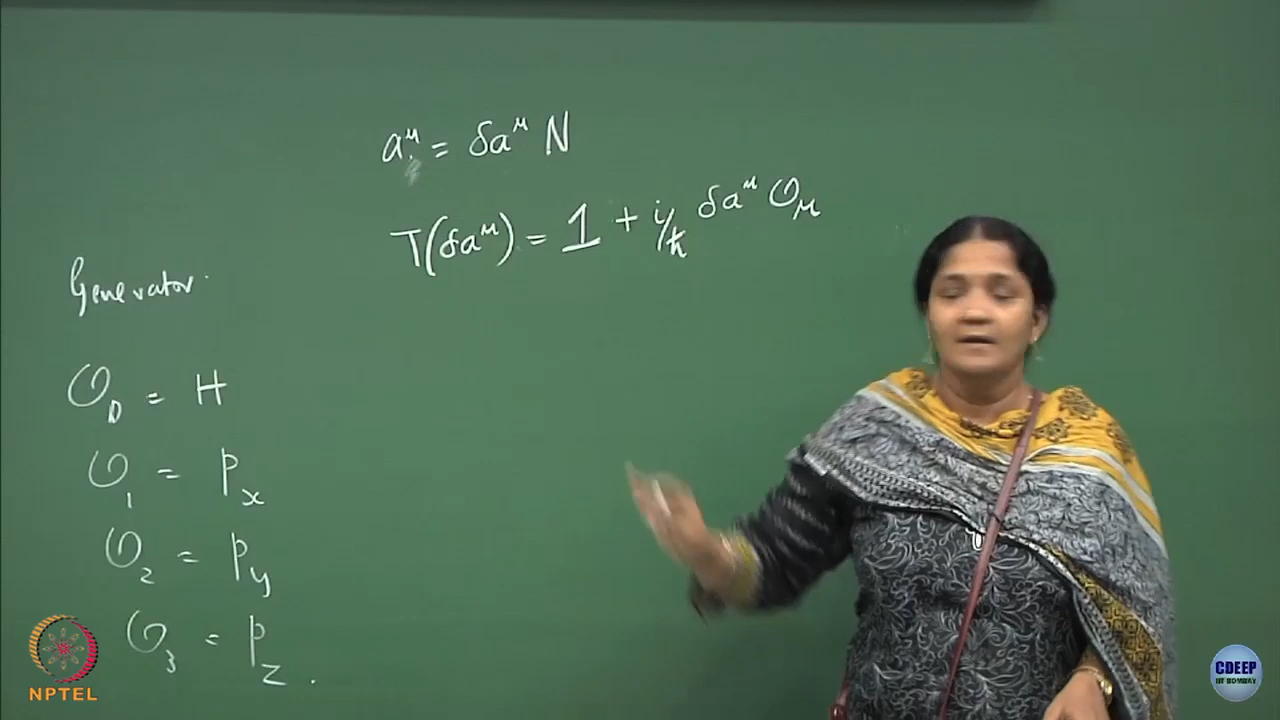 a^μ = δa^μ N
T(δa^μ) = 1 + i/ħ δa^μ O_μ
Generator.
O_0 = H
O_1 = p_x
O_2 = p_y
O_3 = p_z .
NPTEL
CDEEP
IIT BOMBAY